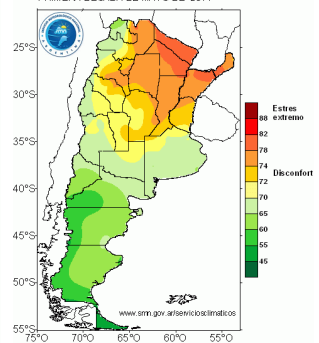 25°S
30°S
35°S
40°S
45°S
50°S
55°S
75°W 70°W 65°W 60°W 55°W
Estres
extremo
88
82
78
76
74
Disconfort
72
70
65
60
55
45
www.smn.gov.ar/serviciosclimaticos